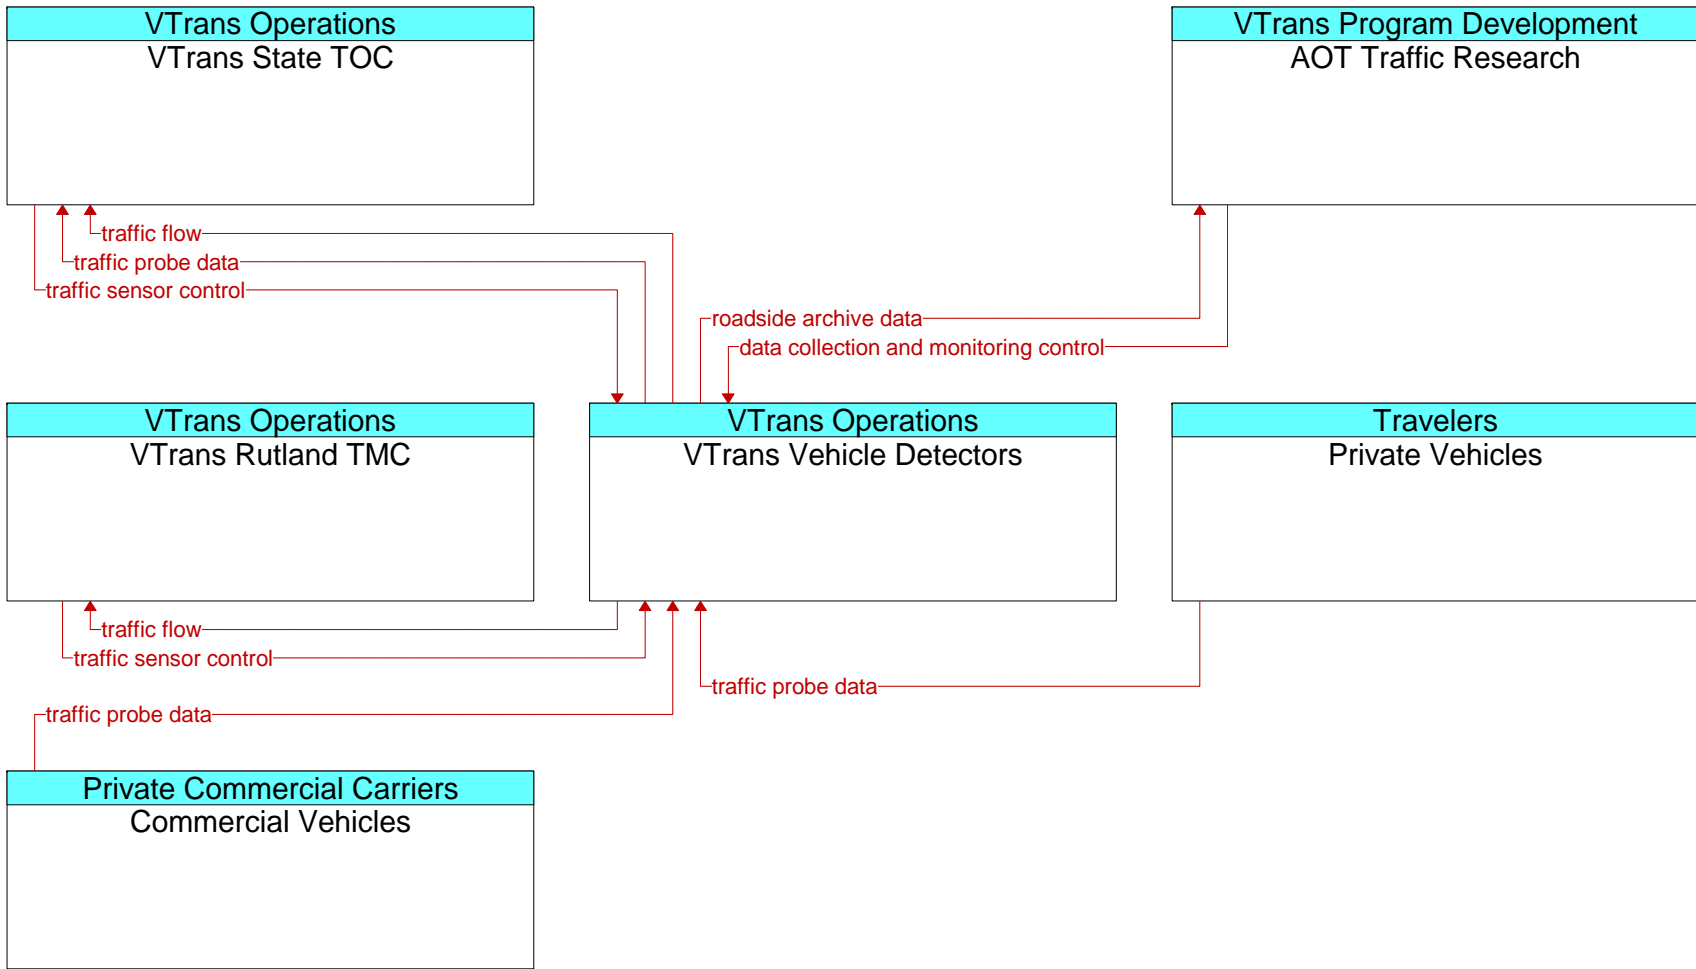 VTrans Operations
VTrans State TOC
VTrans Program Development
AOT Traffic Research
traffic flow
traffic probe data
traffic sensor control
roadside archive data
data collection and monitoring control
VTrans Operations
VTrans Rutland TMC
VTrans Operations
VTrans Vehicle Detectors
Travelers
Private Vehicles
traffic flow
traffic sensor control
traffic probe data
traffic probe data
Private Commercial Carriers
Commercial Vehicles